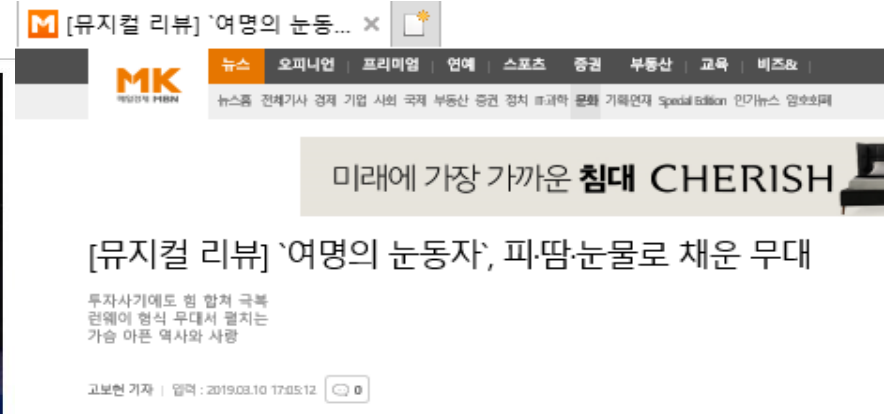 [뮤지컬 리뷰] `여명의 눈동...
뉴스 오피니언 프리미엄 연예 스포츠 증권 부동산 교육 비즈&
MK
매일경제 MBN
뉴스홈 전체기사 경제 기업 사회 국제 부동산 증권 정치 IT·과학 문화 기획연재 Special Edition 인기뉴스 암호화폐
미래에 가장 가까운 침대 CHERISH
[뮤지컬 리뷰] `여명의 눈동자`, 피·땀·눈물로 채운 무대
투자사기에도 힘 합쳐 극복
런웨이 형식 무대서 펼치는
가슴 아픈 역사와 사랑
고보현 기자 | 입력 : 2019.03.10 17:05:12 0